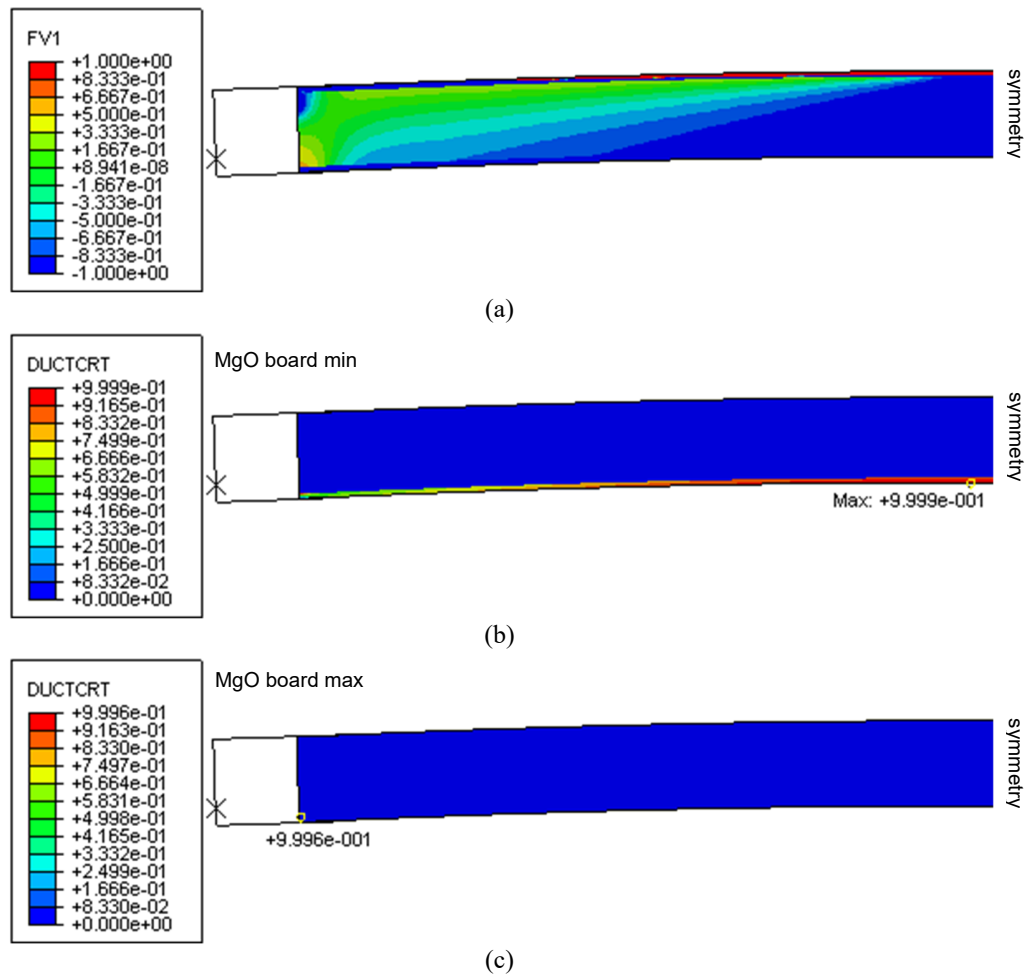 FV1
+1.000e+00
+8.333e-01
+6.667e-01
+5.000e-01
+3.333e-01
+1.667e-01
+8.941e-08
-1.667e-01
-3.333e-01
-5.000e-01
-6.667e-01
-8.333e-01
-1.000e+00
symmetry
(a)
DUCTCRT
+9.999e-01
+9.165e-01
+8.332e-01
+7.499e-01
+6.666e-01
+5.832e-01
+4.999e-01
+4.166e-01
+3.333e-01
+2.500e-01
+1.666e-01
+8.332e-02
+0.000e+00
MgO board min
symmetry
Max: +9.999e-001
(b)
DUCTCRT
+9.996e-01
+9.163e-01
+8.330e-01
+7.497e-01
+6.664e-01
+5.831e-01
+4.998e-01
+4.165e-01
+3.332e-01
+2.499e-01
+1.666e-01
+8.330e-02
+0.000e+00
MgO board max
symmetry
+9.996e-001
(c)